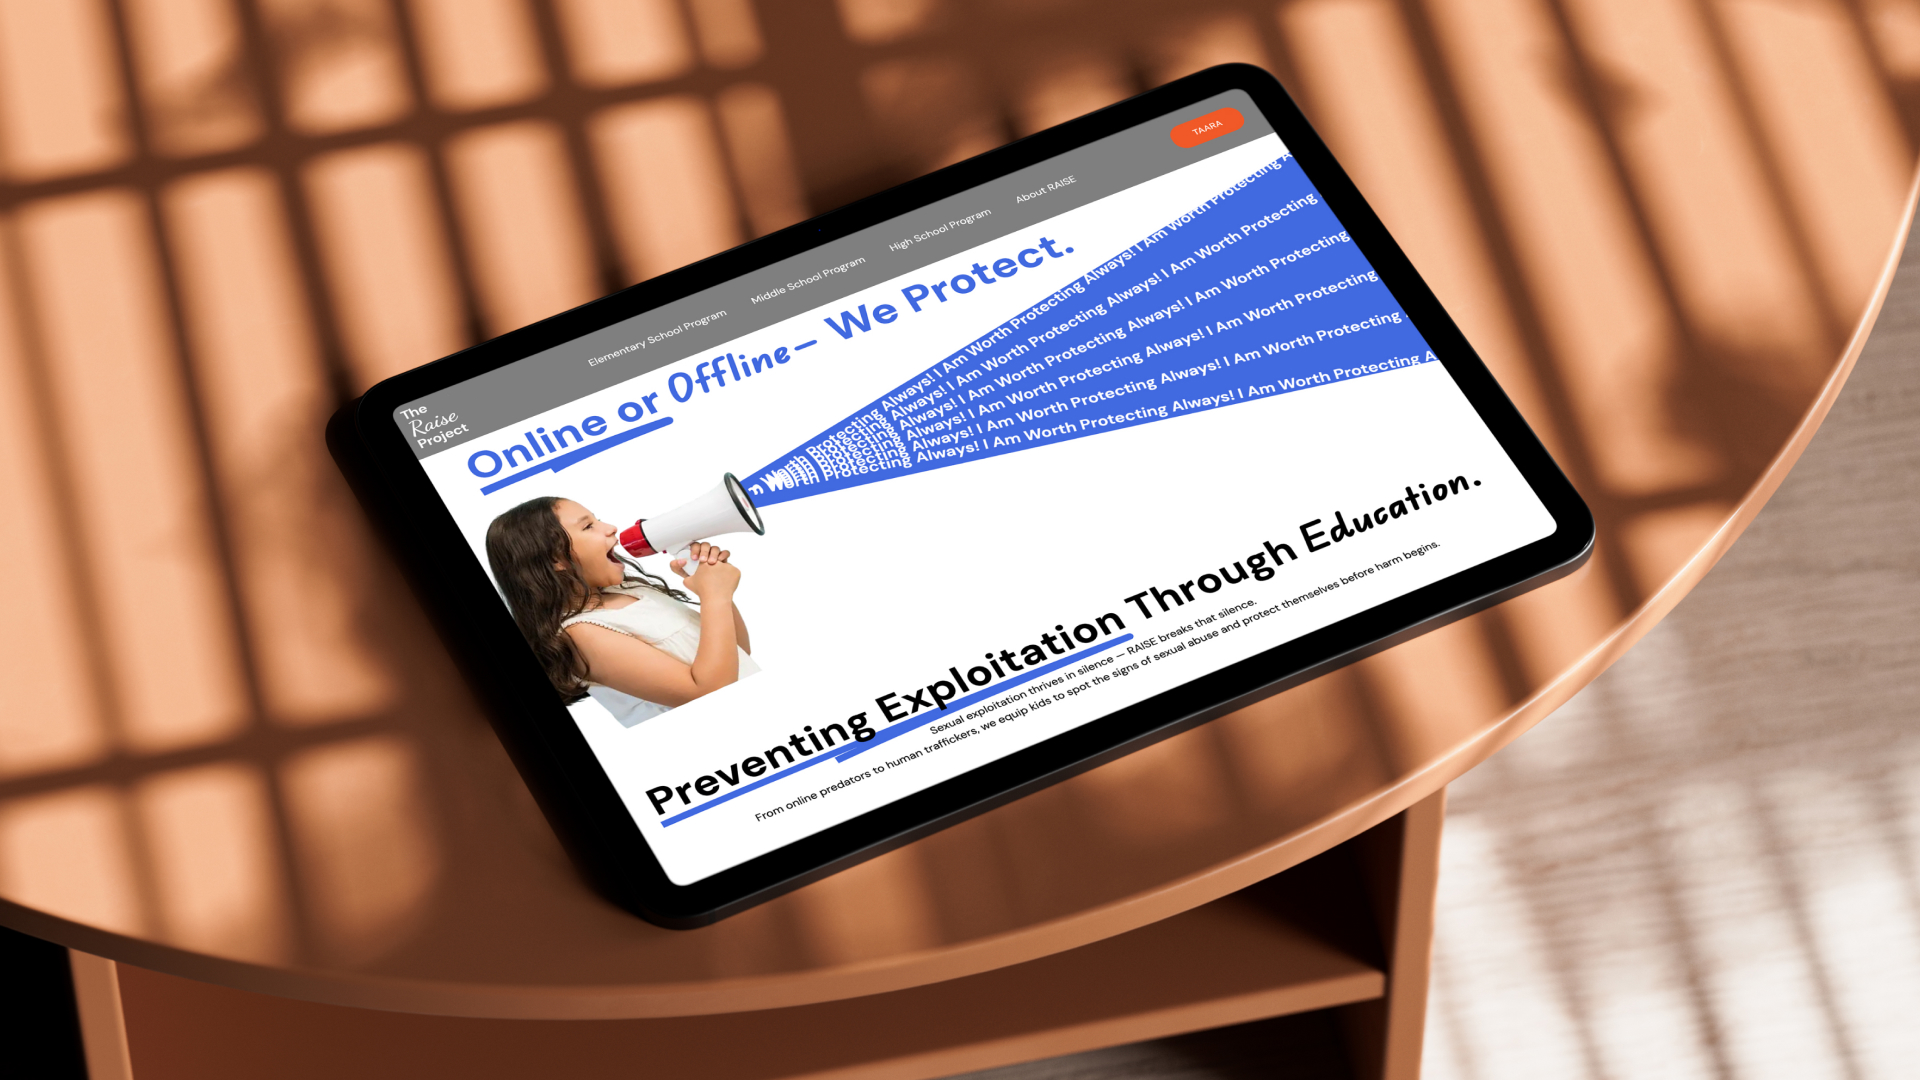 The
Raise
Project
Elementary School Program
Middle School Program
High School Program
About RAISE
TAARA
Online or Offline— We Protect.
Always! I Am Worth Protecting Always! I Am Worth Protecting A
Always! I Am Worth Protecting Always! I Am Worth Protecting
Always! I Am Worth Protecting Always! I Am Worth Protecting
Protecting Always! I Am Worth Protecting Always! I Am Worth Protecting
Protecting Always! I Am Worth Protecting Always! I Am Worth Protecting
m Worth Protecting Always! I Am Worth Protecting Always! I Am Worth Protecting A
Preventing Exploitation Through Education.
Sexual exploitation thrives in silence — RAISE breaks that silence.
From online predators to human traffickers, we equip kids to spot the signs of sexual abuse and protect themselves before harm begins.